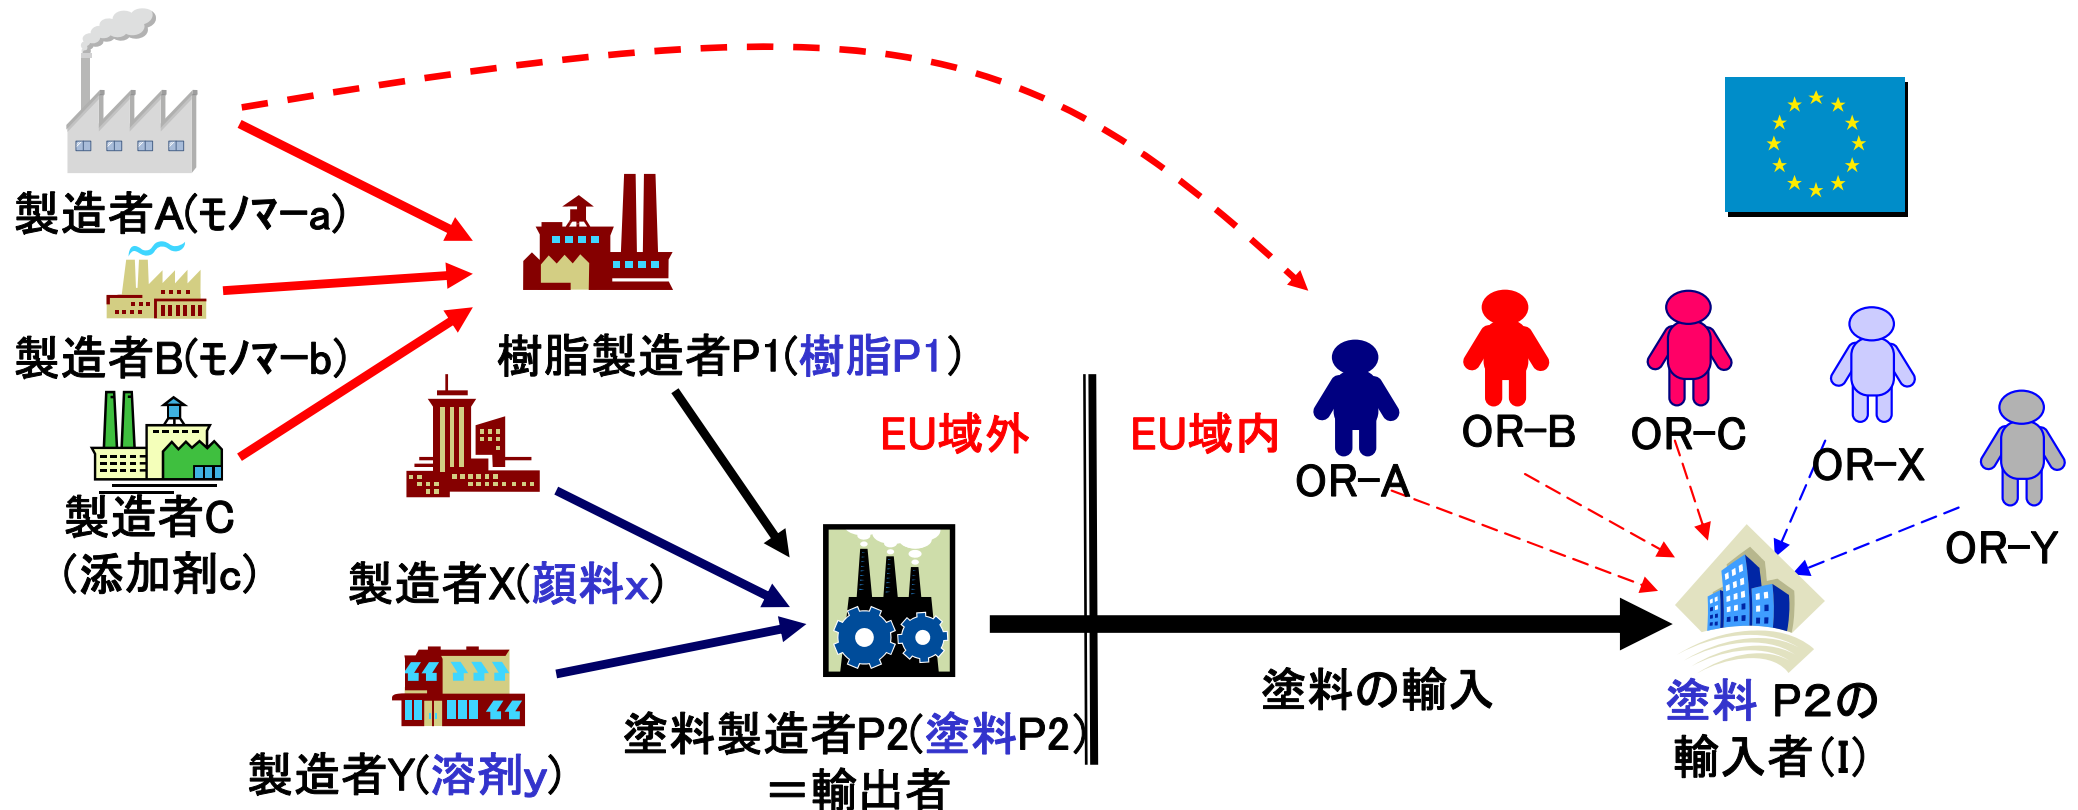 製造者A(ﾓﾉﾏｰa)
製造者B(ﾓﾉﾏｰb)
製造者C
(添加剤c)
樹脂製造者P1(樹脂P1)
製造者X(顔料x)
製造者Y(溶剤y)
塗料製造者P2(塗料P2)
＝輸出者
EU域外
EU域内
OR-A
OR-B
OR-C
OR-X
OR-Y
塗料の輸入
塗料 P２の
輸入者(I)